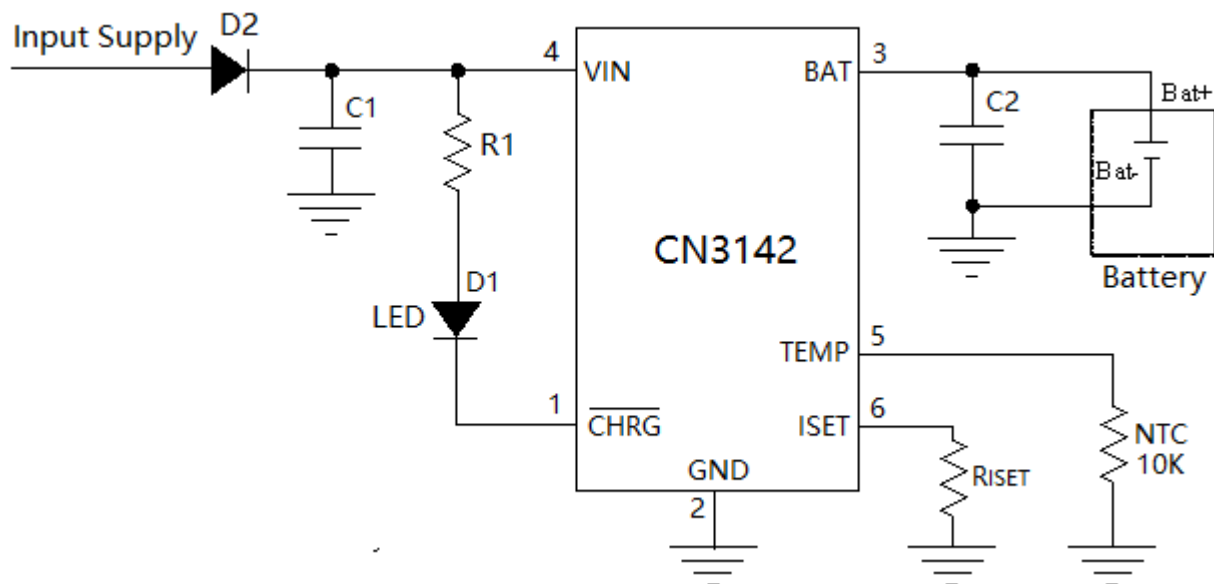 Input Supply
D2
4
VIN
BAT
3
C1
R1
C2
Bat+
Bat-
CN3142
Battery
D1
LED
TEMP
5
1
CHRG
ISET
6
NTC
10K
RISET
GND
2